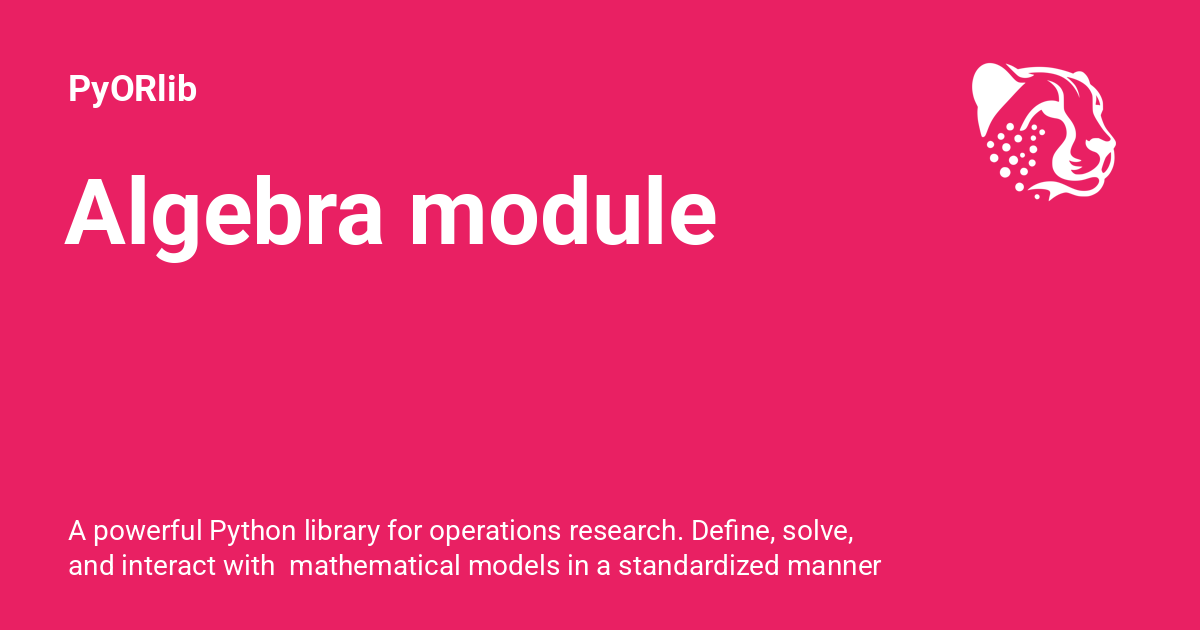 PyORlib
Algebra module
A powerful Python library for operations research. Define, solve,
and interact with  mathematical models in a standardized manner